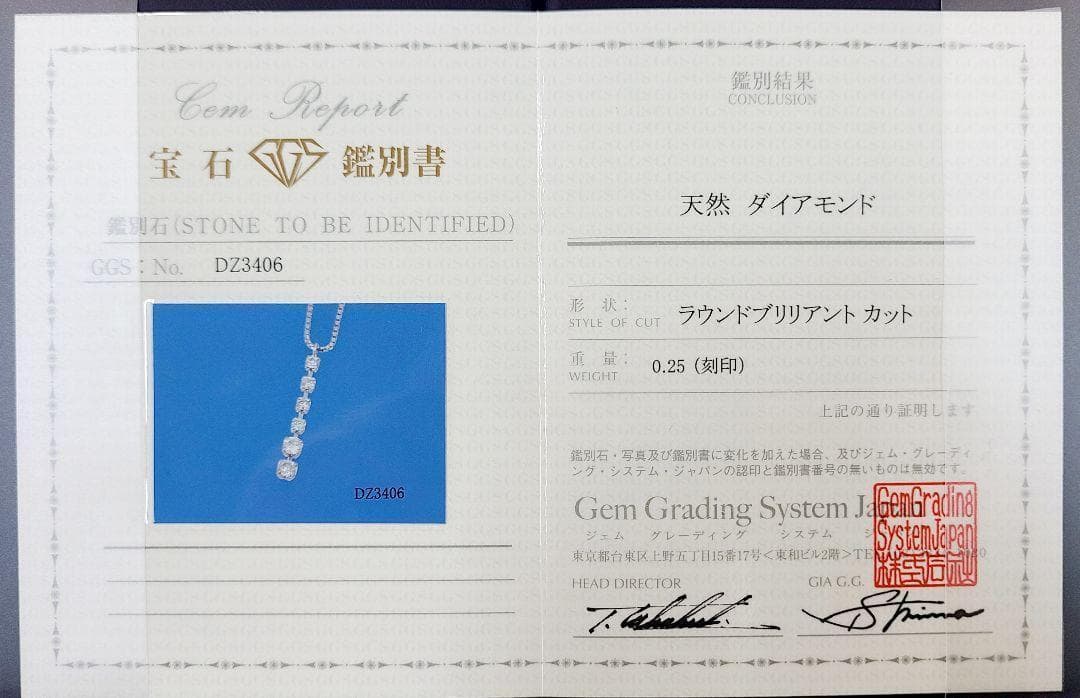 Gem Report
宝石 GGS 鑑別書
鑑別石(STONE TO BE IDENTIFIED)
GGS : No. DZ3406
DZ3406
鑑別結果
CONCLUSION
天然 ダイアモンド
形 状:
STYLE OF CUT ラウンドブリリアント カット
重 量:
WEIGHT 0.25 (刻印)
上記の通り証明します
鑑別石・写真及び鑑別書に変化を加えた場合、及びジェム・グレーディ
ング・システム・ジャパンの認印と鑑別書番号の無いものは無効です。
Gem Grading System Japan
ジェム グレーディング システム
東京都台東区上野五丁目15番17号<東和ビル2階>
GemGrading
SystemJapan
HEAD DIRECTOR GIA G.G.